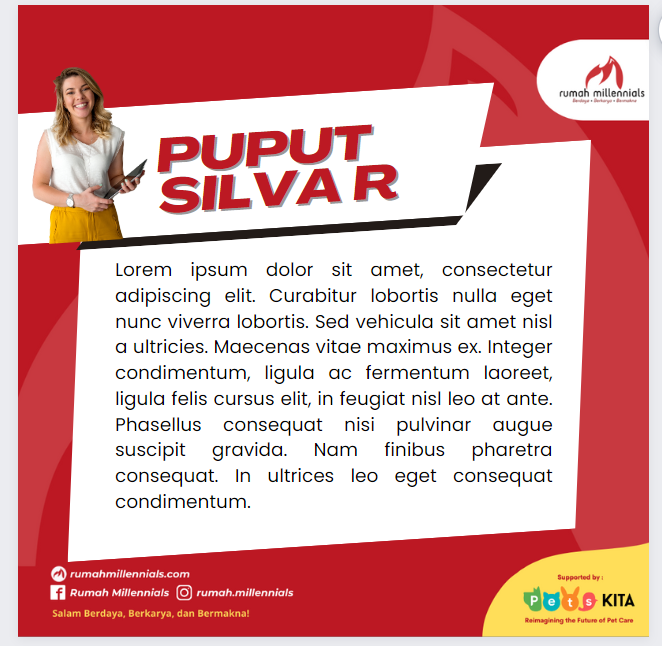 rumah millennials
Berdaya • Berkarya • Bermakna
PUPUT
SILVA R
Lorem ipsum dolor sit amet, consectetur
adipiscing elit. Curabitur lobortis nulla eget
nunc viverra lobortis. Sed vehicula sit amet nisl
a ultricies. Maecenas vitae maximus ex. Integer
condimentum, ligula ac fermentum laoreet,
ligula felis cursus elit, in feugiat nisl leo at ante.
Phasellus consequat nisi pulvinar augue
suscipit gravida. Nam finibus pharetra
consequat. In ultrices leo eget consequat
condimentum.
rumahmillennials.com
Rumah Millennials rumah.millennials
Salam Berdaya, Berkarya, dan Bermakna!
Supported by :
Pets KITA
Reimagining the Future of Pet Care